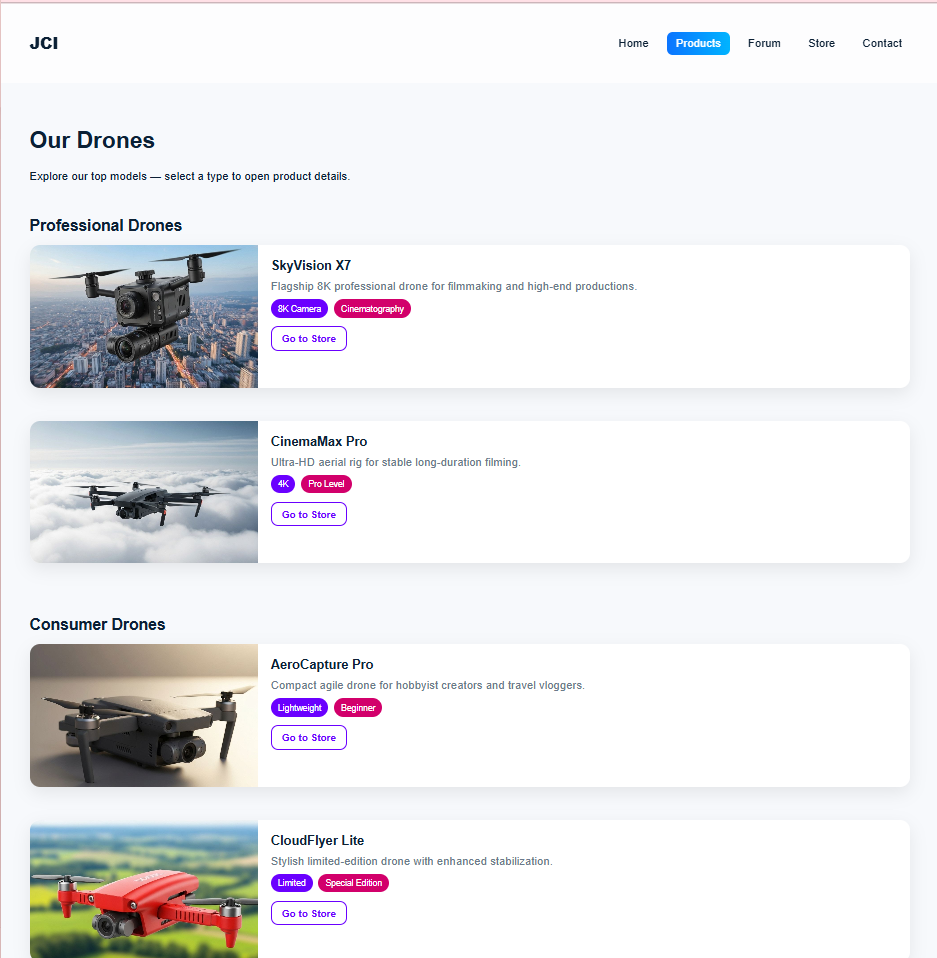 JCI
Home Products Forum Store Contact
Our Drones
Explore our top models — select a type to open product details.
Professional Drones
SkyVision X7
Flagship 8K professional drone for filmmaking and high-end productions.
8K Camera Cinematography
Go to Store
CinemaMax Pro
Ultra-HD aerial rig for stable long-duration filming.
4K Pro Level
Go to Store
Consumer Drones
AeroCapture Pro
Compact agile drone for hobbyist creators and travel vloggers.
Lightweight Beginner
Go to Store
CloudFlyer Lite
Stylish limited-edition drone with enhanced stabilization.
Limited Special Edition
Go to Store